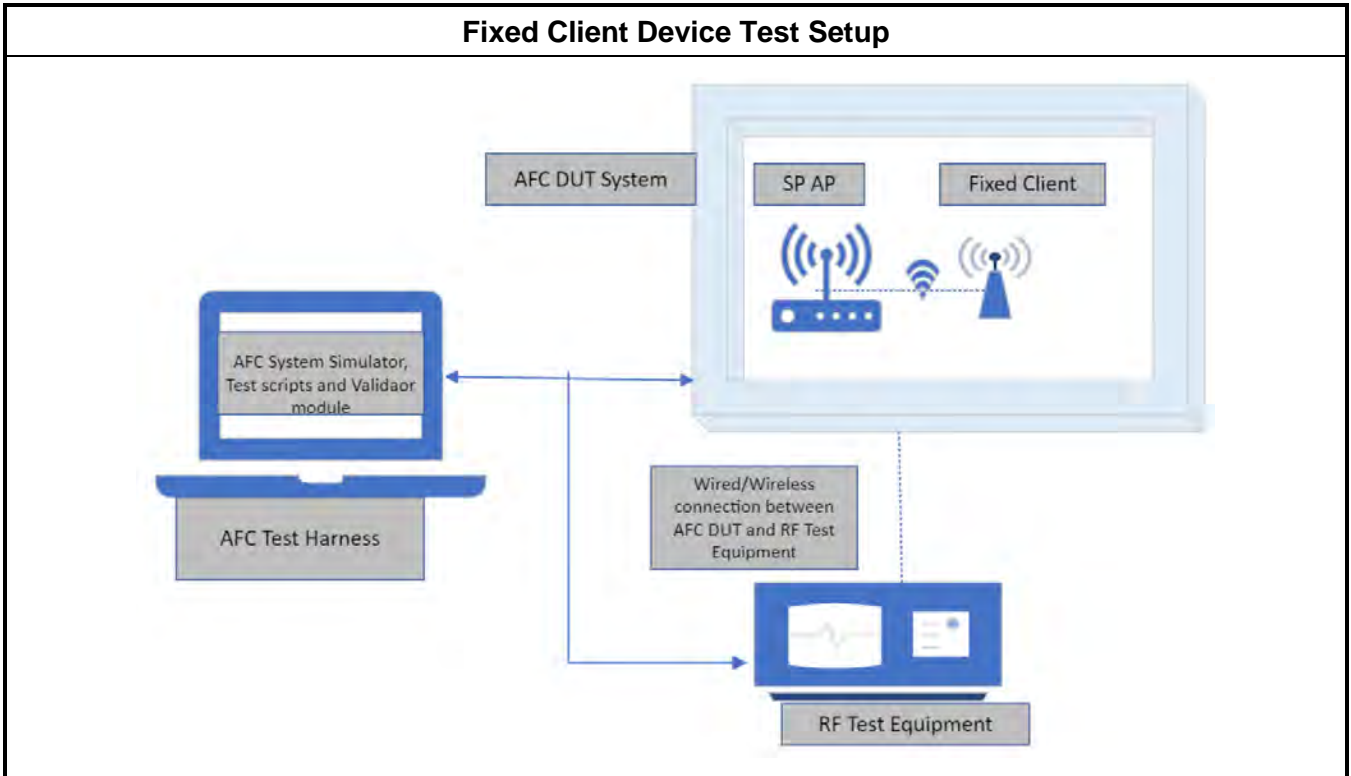 Fixed Client Device Test Setup
AFC DUT System
SP AP
Fixed Client
AFC System Simulator,
Test scripts and Validaor
module
AFC Test Harness
Wired/Wireless
connection between
AFC DUT and RF Test
Equipment
RF Test Equipment